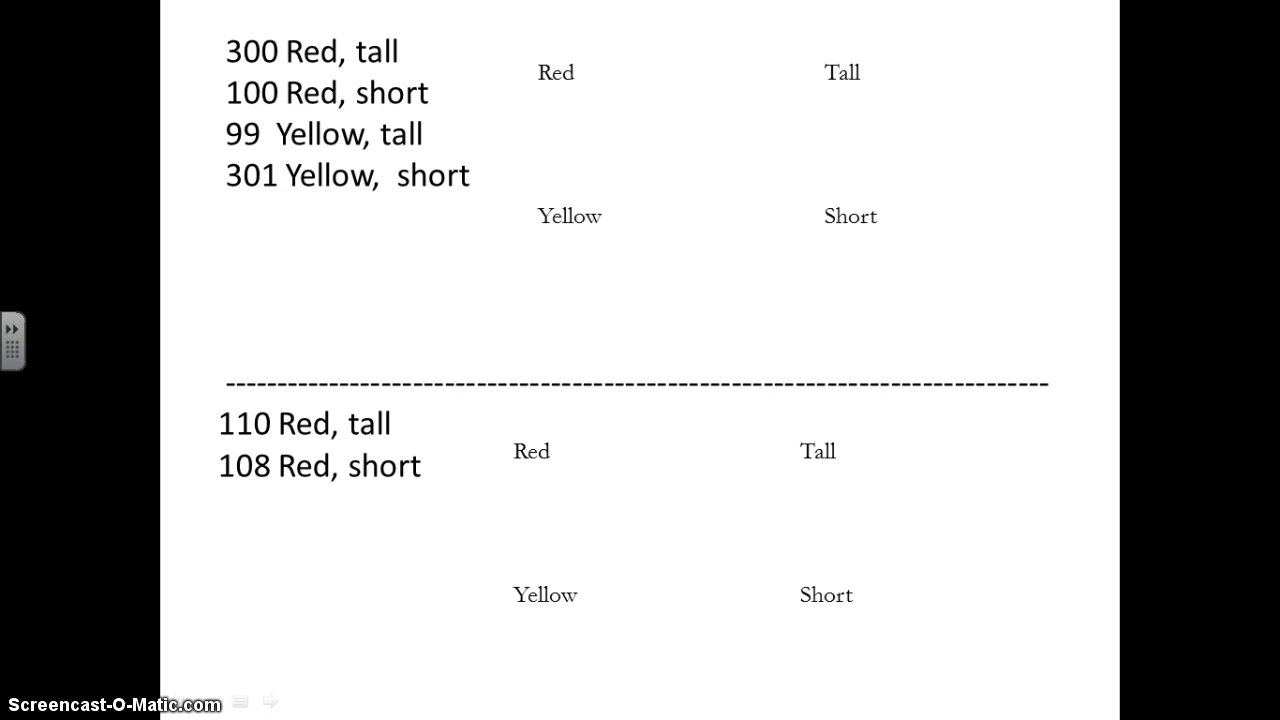 300 Red, tall
100 Red, short
99 Yellow, tall
301 Yellow, short
Red Tall
Yellow Short
--------------------------------------------------------------------------------
110 Red, tall
108 Red, short
Red Tall
Yellow Short
Screencast-O-Matic.com